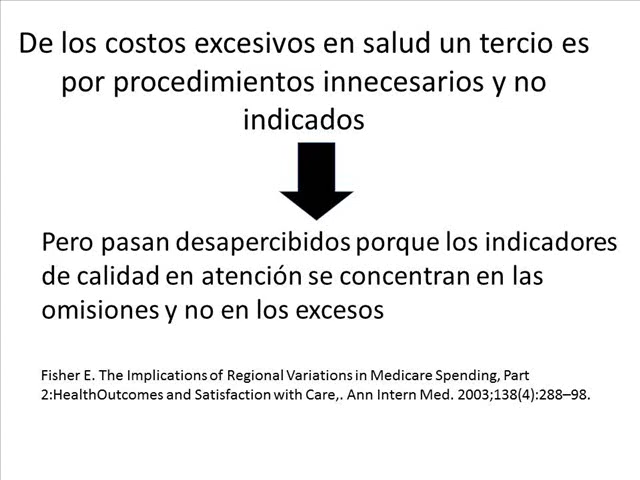 De los costos excesivos en salud un tercio es
por procedimientos innecesarios y no
indicados
Pero pasan desapercibidos porque los indicadores
de calidad en atención se concentran en las
omisiones y no en los excesos
Fisher E. The Implications of Regional Variations in Medicare Spending, Part
2:HealthOutcomes and Satisfaction with Care,. Ann Intern Med. 2003;138(4):288–98.